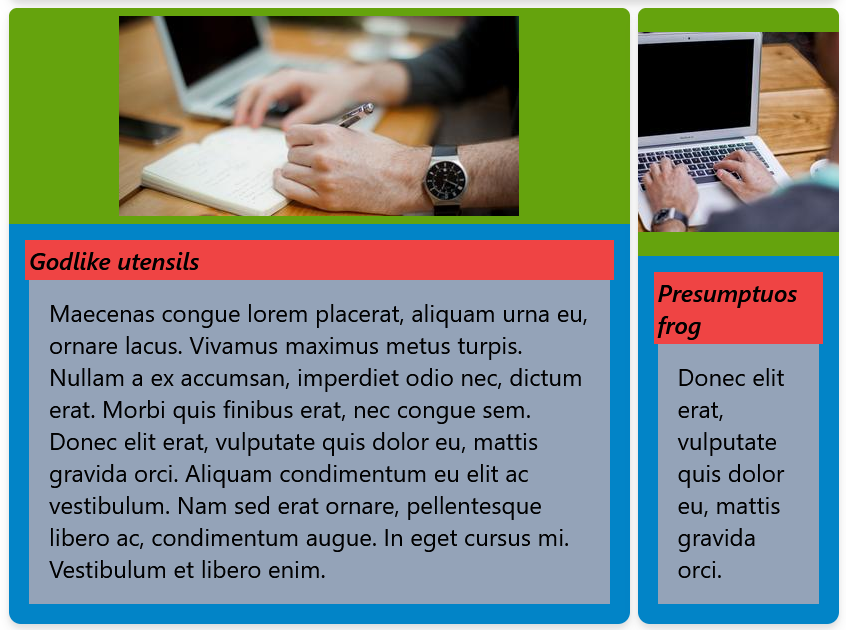 Godlike utensils
Maecenas congue lorem placerat, aliquam urna eu,
ornare lacus. Vivamus maximus metus turpis.
Nullam a ex accumsan, imperdiet odio nec, dictum
erat. Morbi quis finibus erat, nec congue sem.
Donec elit erat, vulputate quis dolor eu, mattis
gravida orci. Aliquam condimentum eu elit ac
vestibulum. Nam sed erat ornare, pellentesque
libero ac, condimentum augue. In eget cursus mi.
Vestibulum et libero enim.
Presumptuos
frog
Donec elit
erat,
vulputate
quis dolor
eu, mattis
gravida
orci.